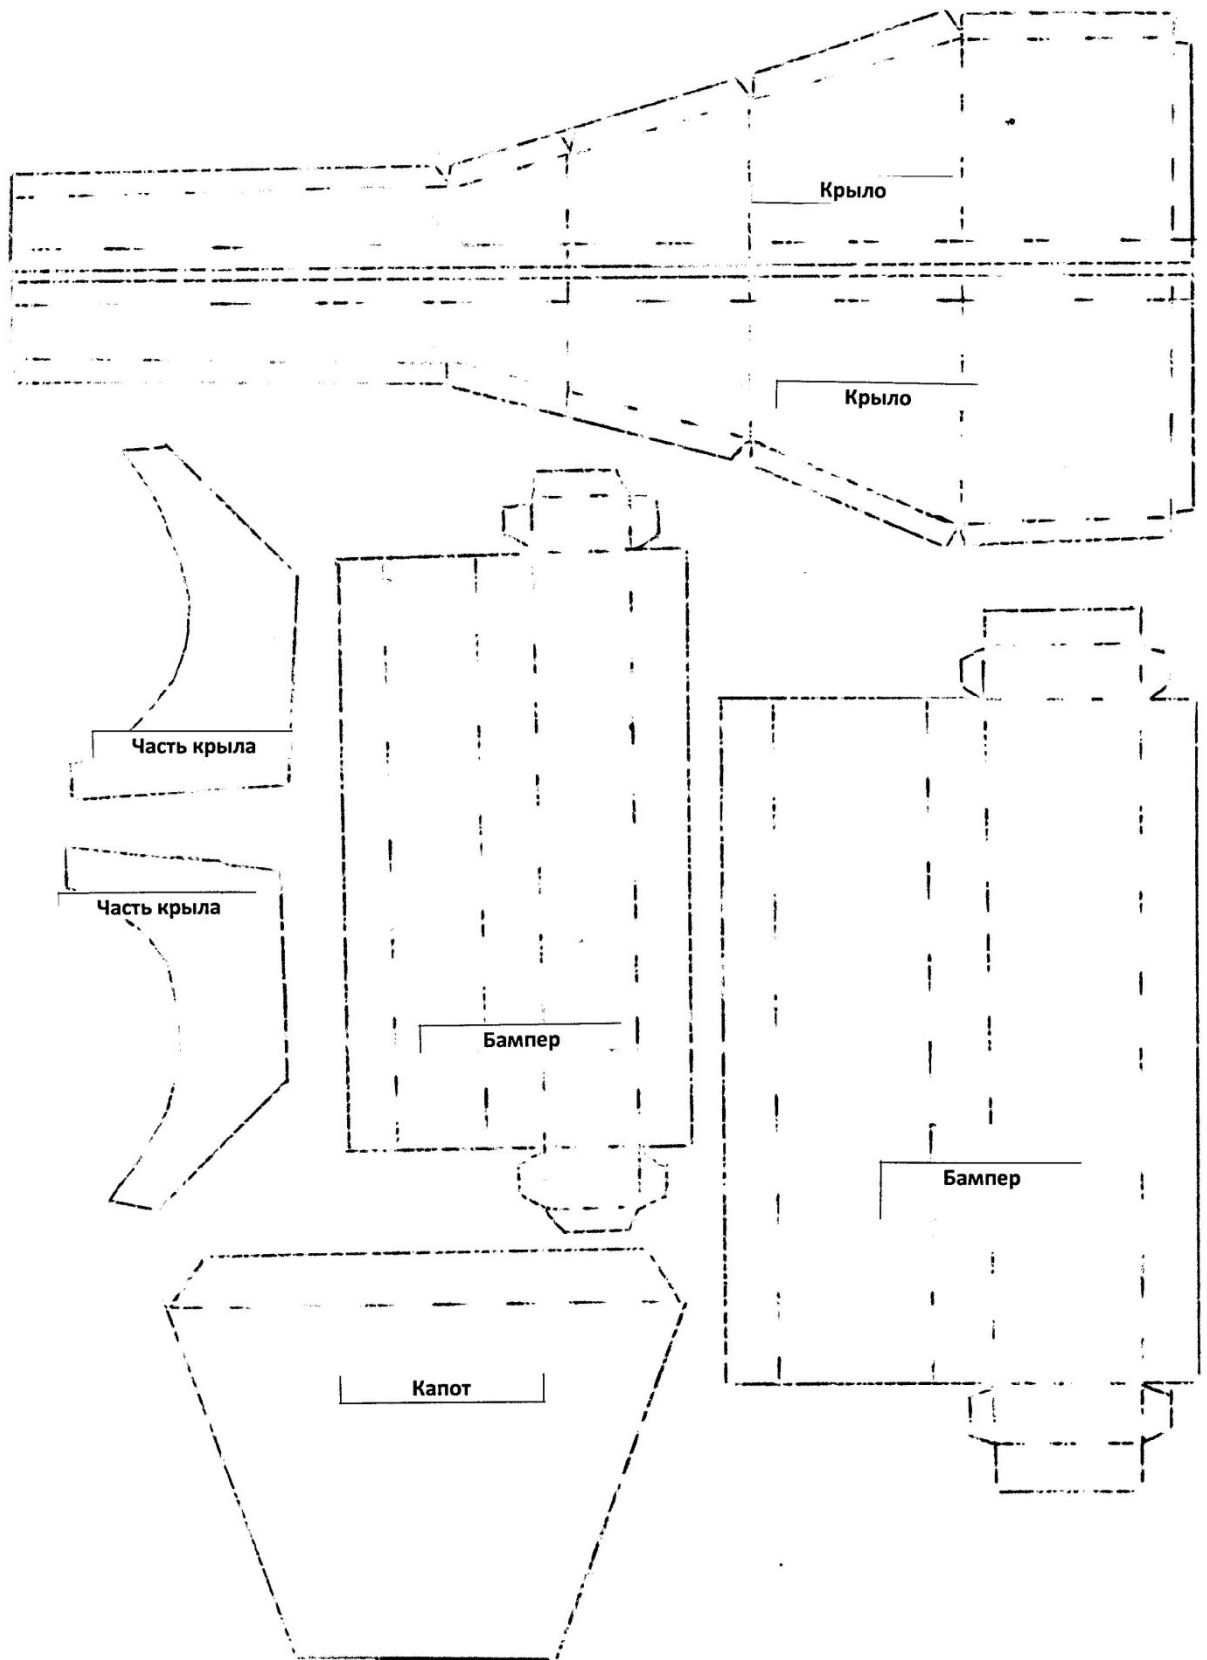 Крыло
Крыло
Часть крыла
Часть крыла
Бампер
Бампер
Капот